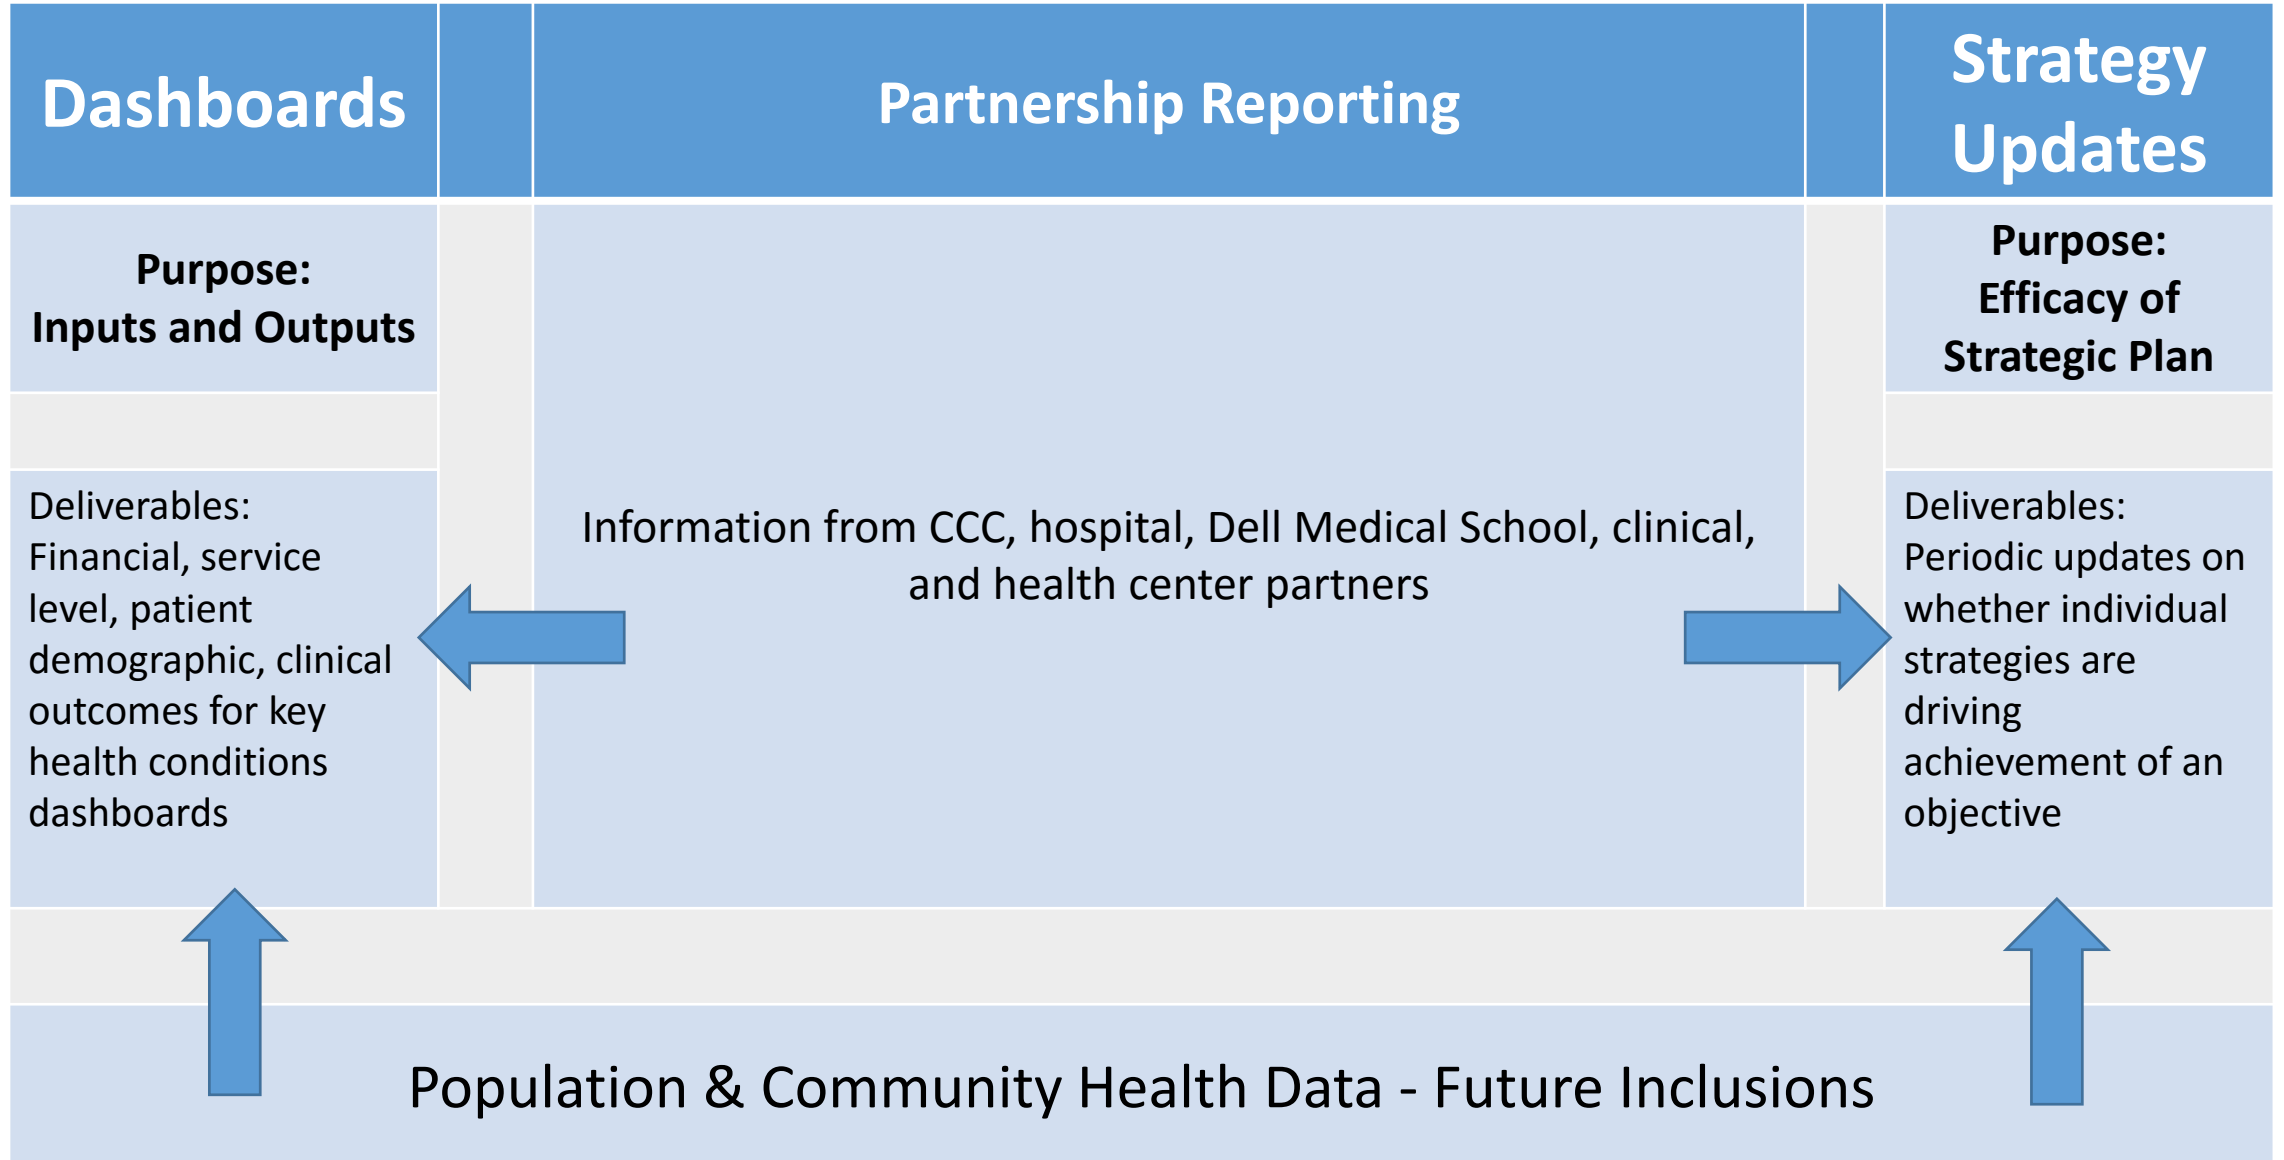 Dashboards
Partnership Reporting
Strategy
Updates
Purpose:
Inputs and Outputs
Purpose:
Efficacy of
Strategic Plan
Deliverables:
Financial, service
level, patient
demographic, clinical
outcomes for key
health conditions
dashboards
Information from CCC, hospital, Dell Medical School, clinical,
and health center partners
Deliverables:
Periodic updates on
whether individual
strategies are
driving
achievement of an
objective
Population & Community Health Data - Future Inclusions